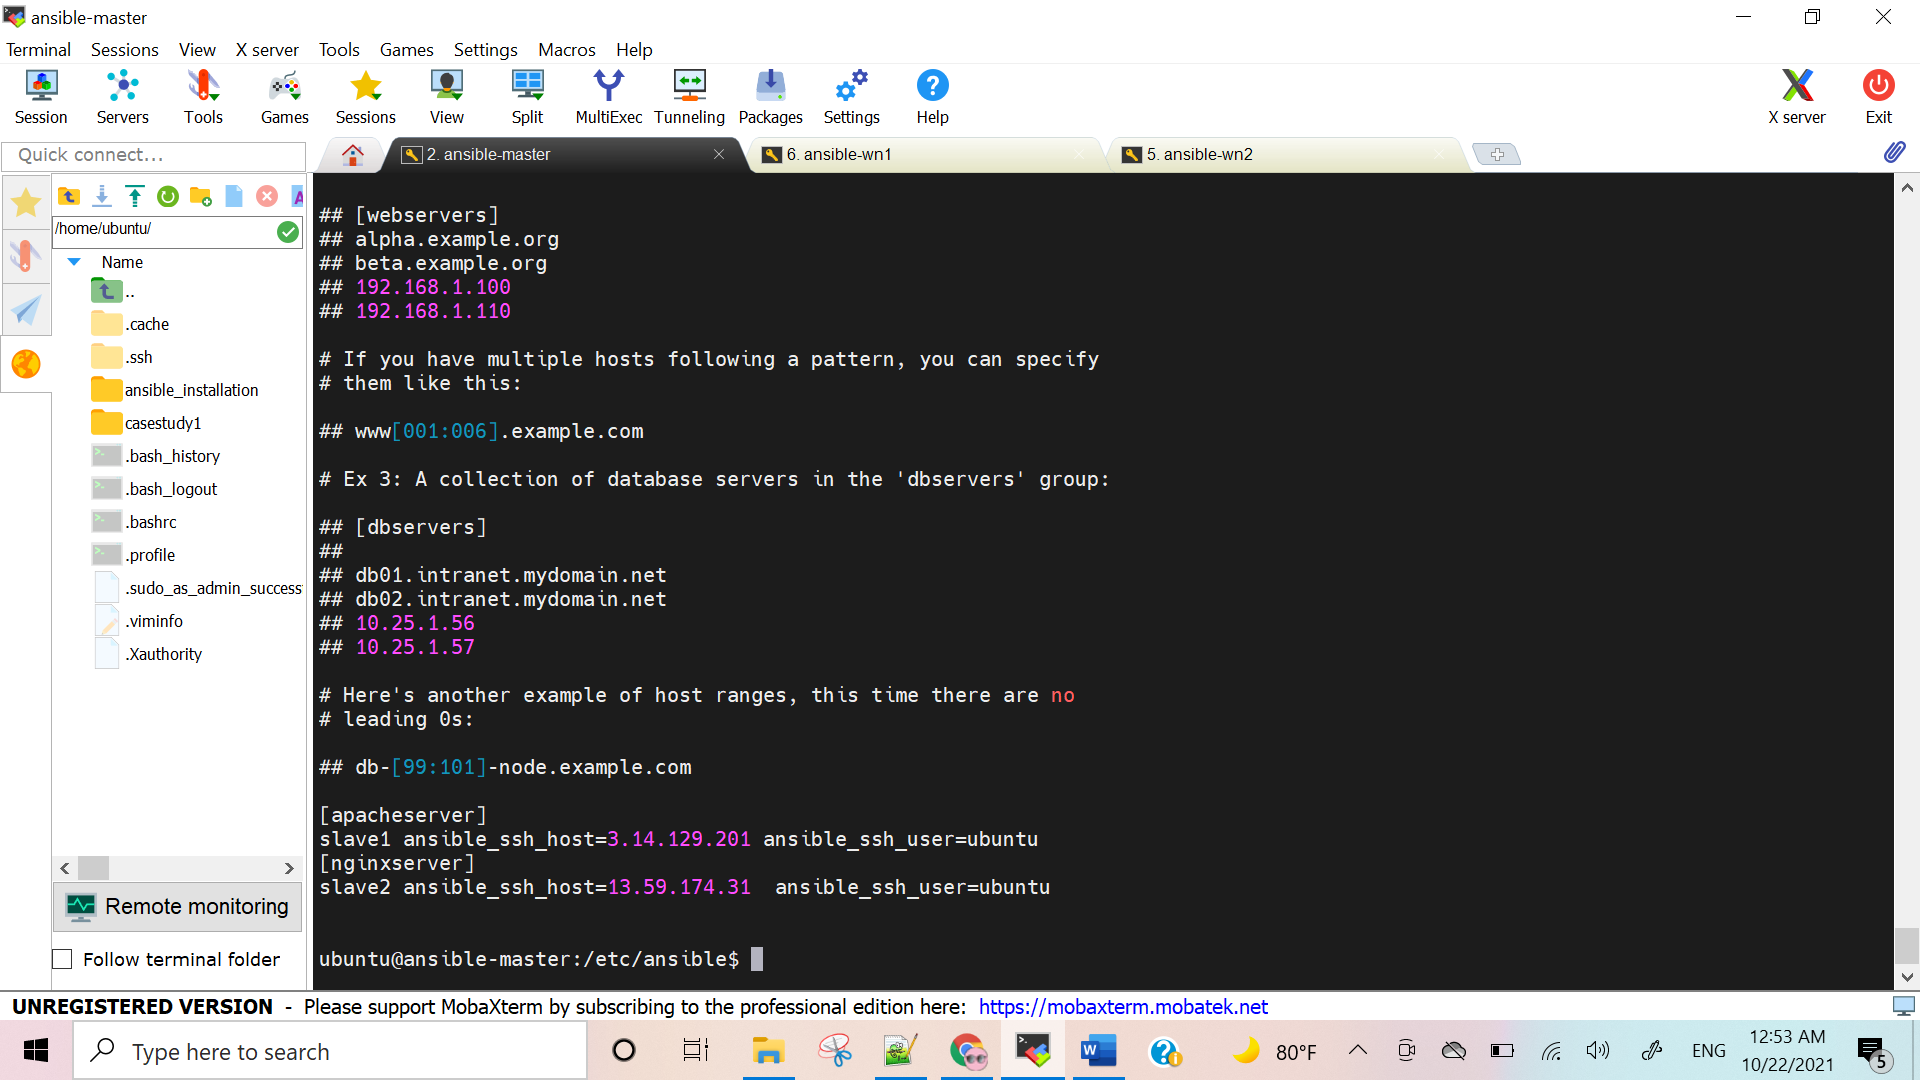 ansible-master
Terminal Sessions View X server Tools Games Settings Macros Help
Session Servers Tools Games Sessions View Split MultiExec Tunneling Packages Settings Help X server Exit
Quick connect...
2. ansible-master
6. ansible-wn1
5. ansible-wn2
/home/ubuntu/
Name
..
.cache
.ssh
ansible_installation
casestudy1
.bash_history
.bash_logout
.bashrc
.profile
.sudo_as_admin_success
.viminfo
.Xauthority
Remote monitoring
Follow terminal folder
## [webservers]
## alpha.example.org
## beta.example.org
## 192.168.1.100
## 192.168.1.110
# If you have multiple hosts following a pattern, you can specify
# them like this:
## www[001:006].example.com
# Ex 3: A collection of database servers in the 'dbservers' group:
## [dbservers]
##
## db01.intranet.mydomain.net
## db02.intranet.mydomain.net
## 10.25.1.56
## 10.25.1.57
# Here's another example of host ranges, this time there are no
# leading 0s:
## db-[99:101]-node.example.com
[apacheserver]
slave1 ansible_ssh_host=3.14.129.201 ansible_ssh_user=ubuntu
[nginxserver]
slave2 ansible_ssh_host=13.59.174.31  ansible_ssh_user=ubuntu
ubuntu@ansible-master:/etc/ansible$
UNREGISTERED VERSION - Please support MobaXterm by subscribing to the professional edition here: https://mobaxterm.mobatek.net
Type here to search
80°F
ENG
12:53 AM
10/22/2021
5